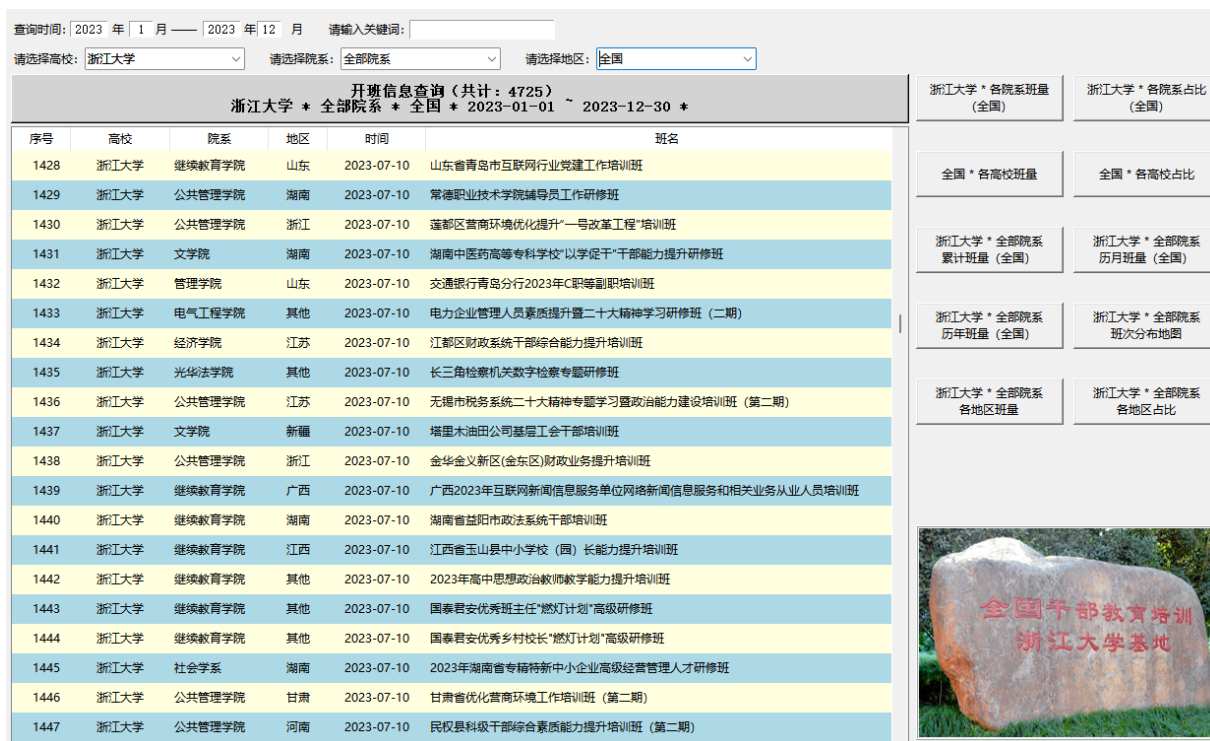 查询时间: 2023 年 1 月 —— 2023 年 12 月 请输入关键词:
请选择高校: 浙江大学 请选择院系: 全部院系 请选择地区: 全国
开班信息查询（共计：4725）
浙江大学 * 全部院系 * 全国 * 2023-01-01 ~ 2023-12-30 *
序号 高校 院系 地区 时间 班名
1428 浙江大学 继续教育学院 山东 2023-07-10 山东省青岛市互联网行业党建工作培训班
1429 浙江大学 公共管理学院 湖南 2023-07-10 常德职业技术学院辅导员工作研修班
1430 浙江大学 公共管理学院 浙江 2023-07-10 莲都区营商环境优化提升“一号改革工程”培训班
1431 浙江大学 文学院 湖南 2023-07-10 湖南中医药高等专科学校“以学促干”干部能力提升研修班
1432 浙江大学 管理学院 山东 2023-07-10 交通银行青岛分行2023年C职等副职培训班
1433 浙江大学 电气工程学院 其他 2023-07-10 电力企业管理人员素质提升暨二十大精神学习研修班（二期）
1434 浙江大学 经济学院 江苏 2023-07-10 江都区财政系统干部综合能力提升培训班
1435 浙江大学 光华法学院 其他 2023-07-10 长三角检察机关数字检察专题研修班
1436 浙江大学 公共管理学院 江苏 2023-07-10 无锡市税务系统二十大精神专题学习暨政治能力建设培训班（第二期）
1437 浙江大学 文学院 新疆 2023-07-10 塔里木油田公司基层工会干部培训班
1438 浙江大学 公共管理学院 浙江 2023-07-10 金华金义新区(金东区)财政业务提升培训班
1439 浙江大学 继续教育学院 广西 2023-07-10 广西2023年互联网新闻信息服务单位网络新闻信息服务和相关业务从业人员培训班
1440 浙江大学 继续教育学院 湖南 2023-07-10 湖南省益阳市政法系统干部培训班
1441 浙江大学 继续教育学院 江西 2023-07-10 江西省玉山县中小学校（园）长能力提升培训班
1442 浙江大学 继续教育学院 其他 2023-07-10 2023年高中思想政治教师教学能力提升培训班
1443 浙江大学 继续教育学院 其他 2023-07-10 国泰君安优秀班主任"燃灯计划"高级研修班
1444 浙江大学 继续教育学院 其他 2023-07-10 国泰君安优秀乡村校长"燃灯计划"高级研修班
1445 浙江大学 社会学系 湖南 2023-07-10 2023年湖南省专精特新中小企业高级经营管理人才研修班
1446 浙江大学 公共管理学院 甘肃 2023-07-10 甘肃省优化营商环境工作培训班（第二期）
1447 浙江大学 公共管理学院 河南 2023-07-10 民权县科级干部综合素质能力提升培训班（第二期）
浙江大学 * 各院系班量
（全国）
浙江大学 * 各院系占比
（全国）
全国 * 各高校班量
全国 * 各高校占比
浙江大学 * 全部院系
累计班量（全国）
浙江大学 * 全部院系
历月班量（全国）
浙江大学 * 全部院系
历年班量（全国）
浙江大学 * 全部院系
班次分布地图
浙江大学 * 全部院系
各地区班量
浙江大学 * 全部院系
各地区占比
全国干部教育培训
浙江大学基地